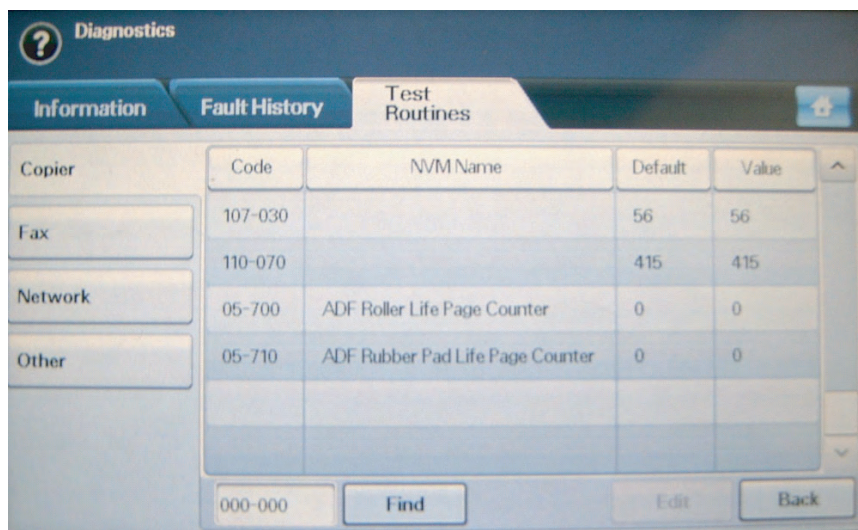 ? Diagnostics
Information Fault History Test Routines
Copier Code NVM Name Default Value
107-030 56 56
Fax
110-070 415 415
Network
05-700 ADF Roller Life Page Counter 0 0
Other 05-710 ADF Rubber Pad Life Page Counter 0 0
000-000 Find Edit Back